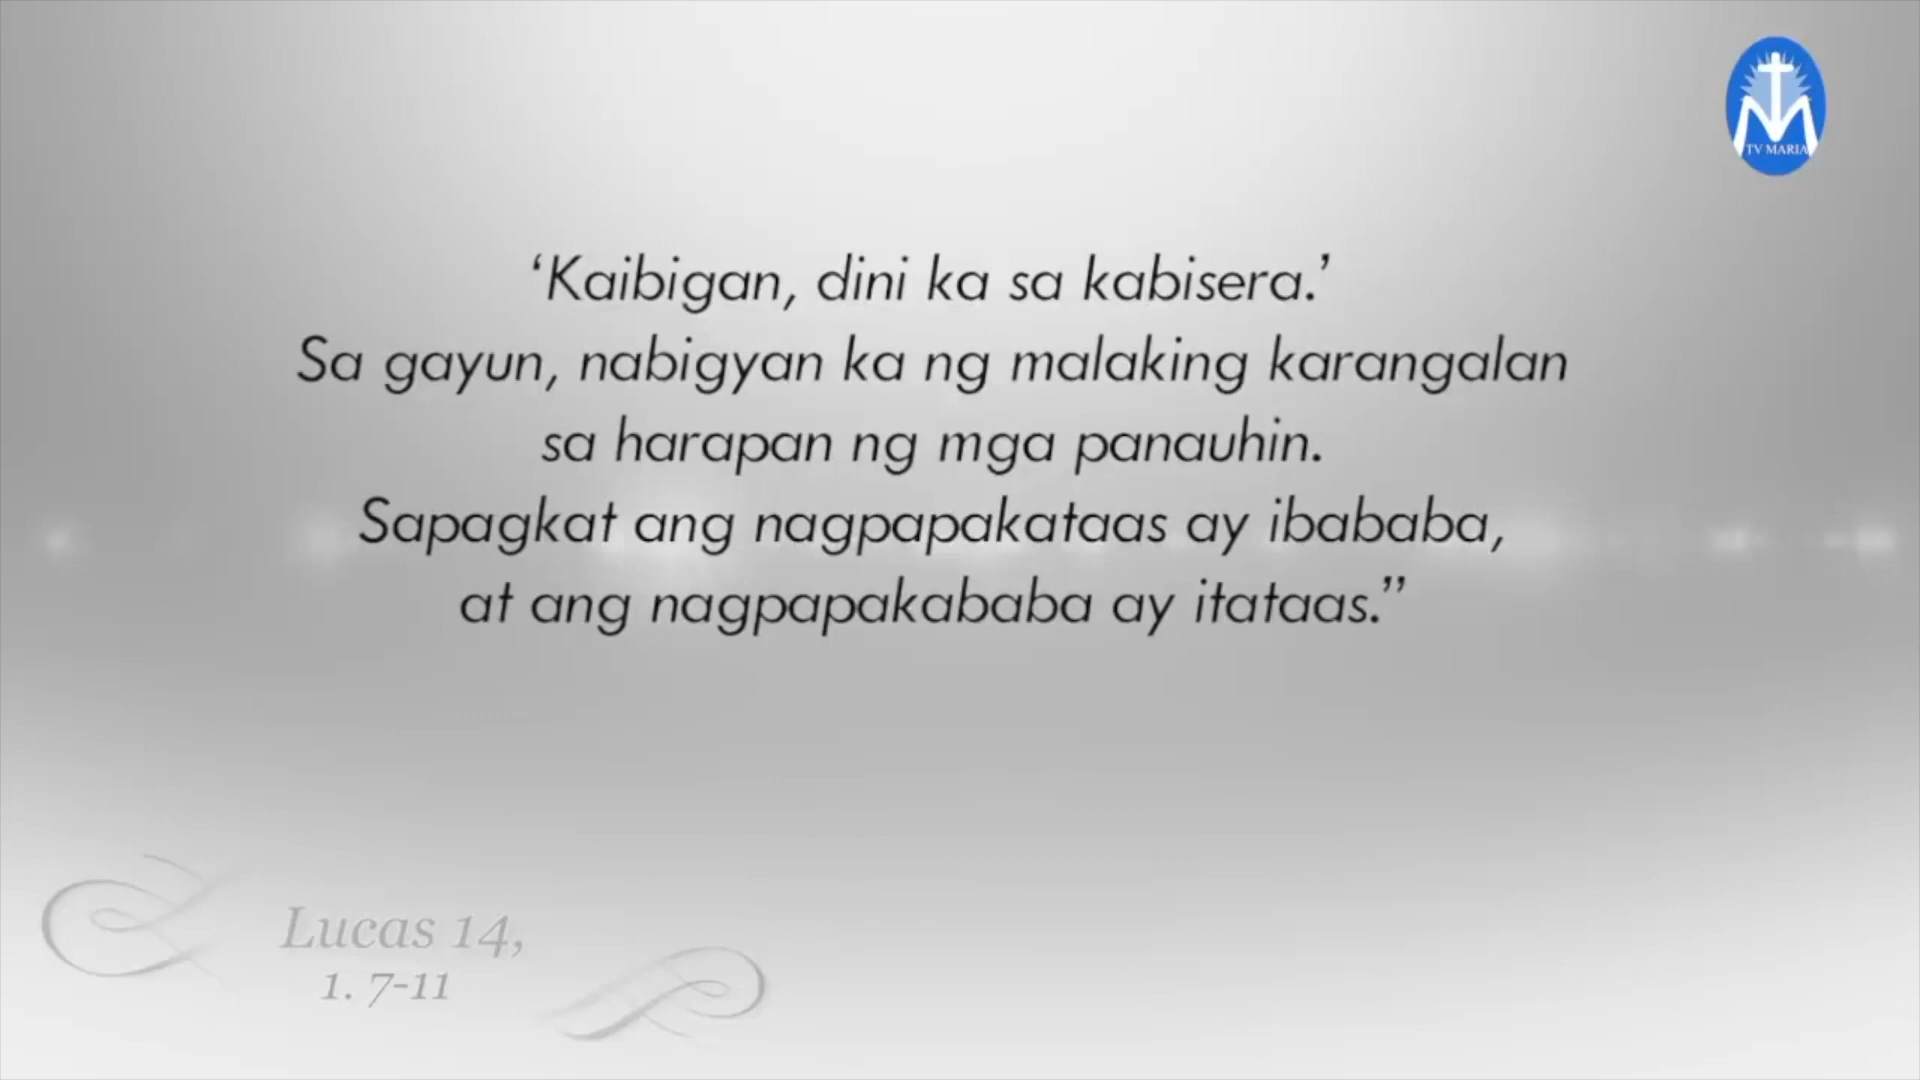 TV MARIA
‘Kaibigan, dini ka sa kabisera.’
Sa gayun, nabigyan ka ng malaking karangalan
sa harapan ng mga panauhin.
Sapagkat ang nagpapakataas ay ibababa,
at ang nagpapakababa ay itataas.”
Lucas 14,
1. 7-11